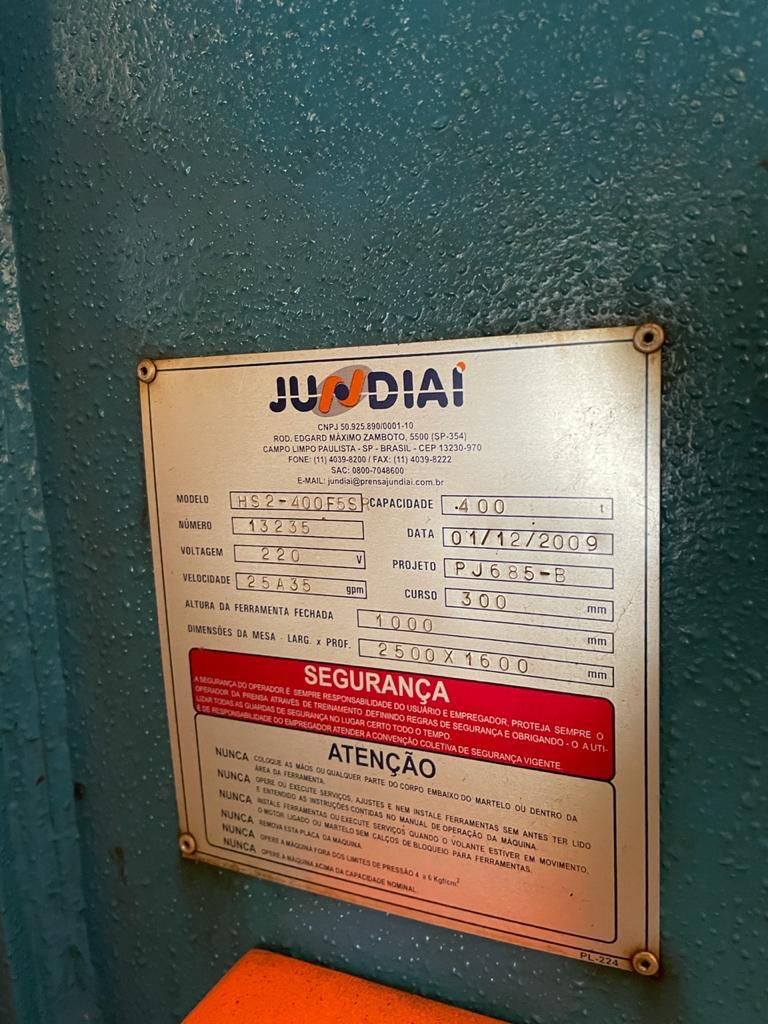 JUNDIAÍ
CNPJ 50.925.890/0001-10
ROD. EDGARD MÁXIMO ZAMBOTO, 5500 (SP-354)
CAMPO LIMPO PAULISTA - SP - BRASIL - CEP 13230-970
FONE: (11) 4039-8200 / FAX: (11) 4039-8222
SAC: 0800-7048600
E-MAIL: jundiai@prensajundiai.com.br
MODELO HS2-400F5SR CAPACIDADE 400 t
NÚMERO 13235 DATA 01/12/2009
VOLTAGEM 220 V PROJETO PJ685-B
VELOCIDADE 25A35 gpm CURSO 300 mm
ALTURA DA FERRAMENTA FECHADA 1000 mm
DIMENSÕES DA MESA - LARG. x PROF. 2500X1600 mm
SEGURANÇA
A SEGURANÇA DO OPERADOR É SEMPRE RESPONSABILIDADE DO USUÁRIO E EMPREGADOR, PROTEJA SEMPRE O
OPERADOR DA PRENSA ATRAVÉS DE TREINAMENTO ,DEFININDO REGRAS DE SEGURANÇA E OBRIGANDO - O A UTI-
LIZAR TODAS AS GUARDAS DE SEGURANÇA NO LUGAR CERTO TODO O TEMPO.
É DE RESPONSABILIDADE DO EMPREGADOR ATENDER A CONVENÇÃO COLETIVA DE SEGURANÇA VIGENTE.
ATENÇÃO
NUNCA COLOQUE AS MÃOS OU QUALQUER PARTE DO CORPO EMBAIXO DO MARTELO OU DENTRO DA
ÁREA DA FERRAMENTA.
NUNCA OPERE OU EXECUTE SERVIÇOS, AJUSTES E NEM INSTALE FERRAMENTAS SEM ANTES TER LIDO
E ENTENDIDO AS INSTRUÇÕES CONTIDAS NO MANUAL DE OPERAÇÃO DA MÁQUINA.
NUNCA INSTALE FERRAMENTAS OU EXECUTE SERVIÇOS QUANDO O VOLANTE ESTIVER EM MOVIMENTO,
O MOTOR LIGADO OU MARTELO SEM CALÇOS DE BLOQUEIO PARA FERRAMENTAS.
NUNCA REMOVA ESTA PLACA DA MÁQUINA.
NUNCA OPERE A MÁQUINA FORA DOS LIMITES DE PRESSÃO 4 a 6 Kgf/cm²
NUNCA OPERE A MÁQUINA ACIMA DA CAPACIDADE NOMINAL.
PL-224